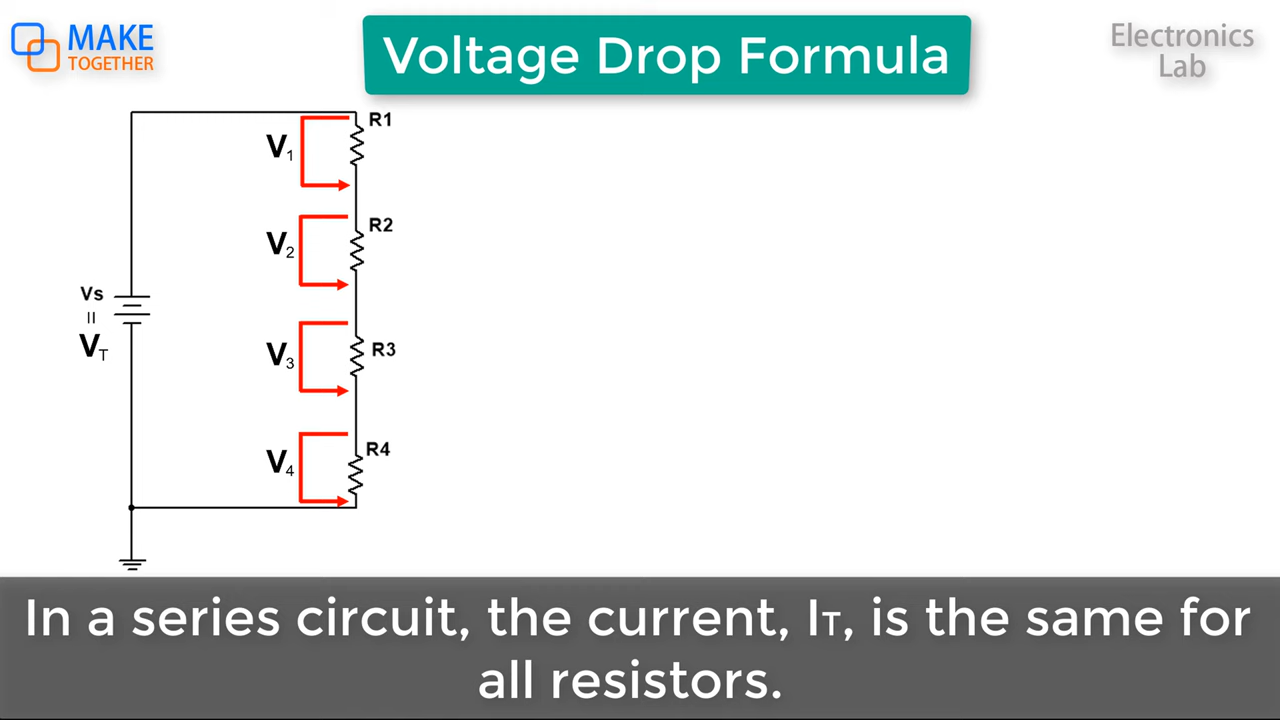 MAKE
TOGETHER
Voltage Drop Formula
Electronics
Lab
R1
V1
R2
V2
Vs
=
VT
R3
V3
R4
V4
In a series circuit, the current, IT, is the same for
all resistors.